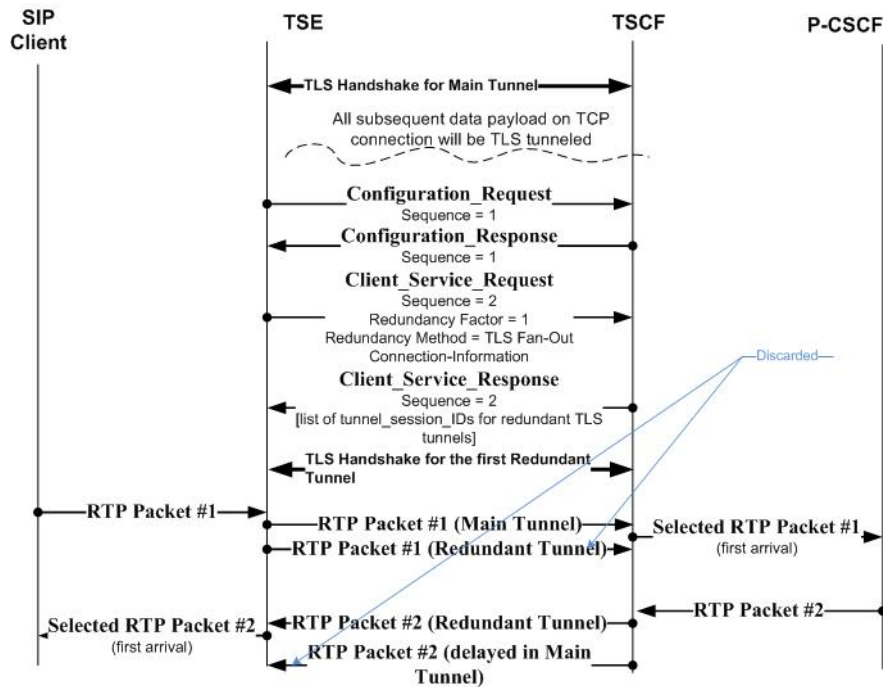 SIP
Client
TSE
TSCF
P-CSCF
TLS Handshake for Main Tunnel
All subsequent data payload on TCP
connection will be TLS tunneled
Configuration_Request
Sequence = 1
Configuration_Response
Sequence = 1
Client_Service_Request
Sequence = 2
Redundancy Factor = 1
Redundancy Method = TLS Fan-Out
Connection-Information
Discarded
Client_Service_Response
Sequence = 2
[list of tunnel_session_IDs for redundant TLS
tunnels]
TLS Handshake for the first Redundant
Tunnel
RTP Packet #1
RTP Packet #1 (Main Tunnel)
Selected RTP Packet #1
(first arrival)
RTP Packet #1 (Redundant Tunnel)
RTP Packet #2
RTP Packet #2 (Redundant Tunnel)
Selected RTP Packet #2
(first arrival)
RTP Packet #2 (delayed in Main
Tunnel)